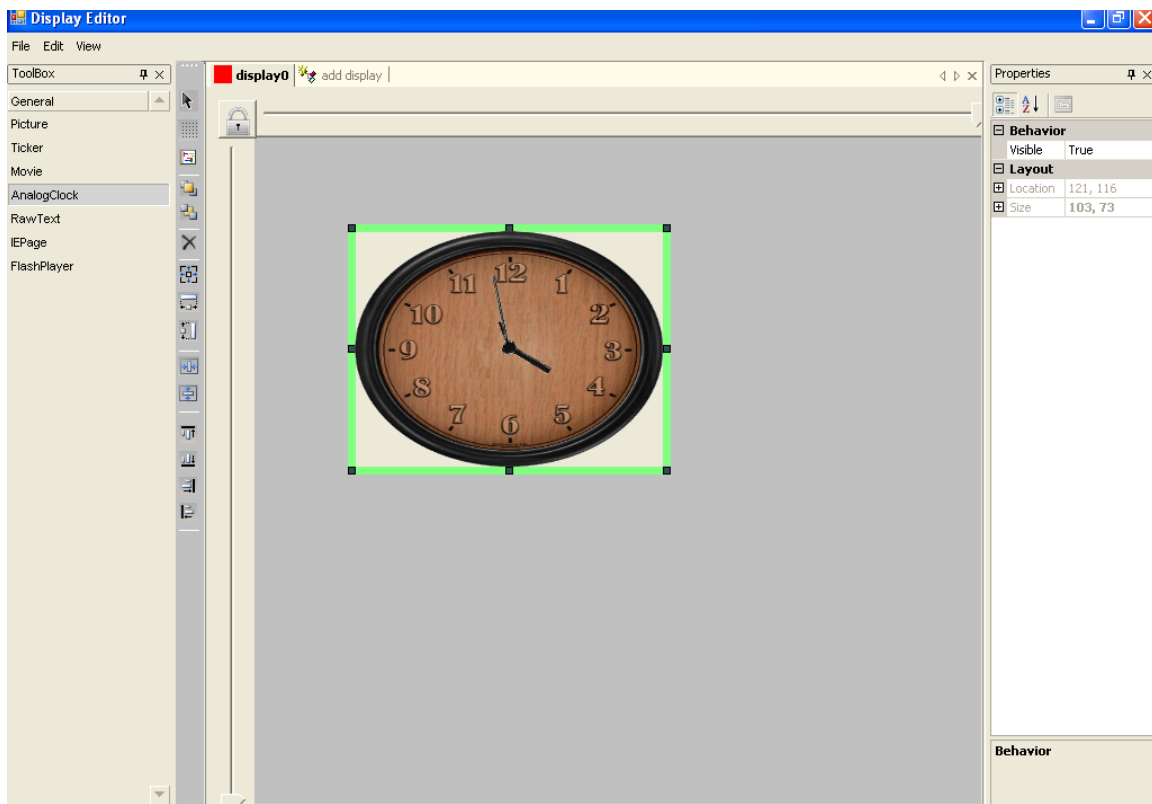 Display Editor
File Edit View
ToolBox
General
Picture
Ticker
Movie
AnalogClock
RawText
IEPage
FlashPlayer
display0 add display
12
11 1
10 2
9 3
8 4
7 5
6
Properties
Behavior
Visible True
Layout
Location 121, 116
Size 103, 73
Behavior